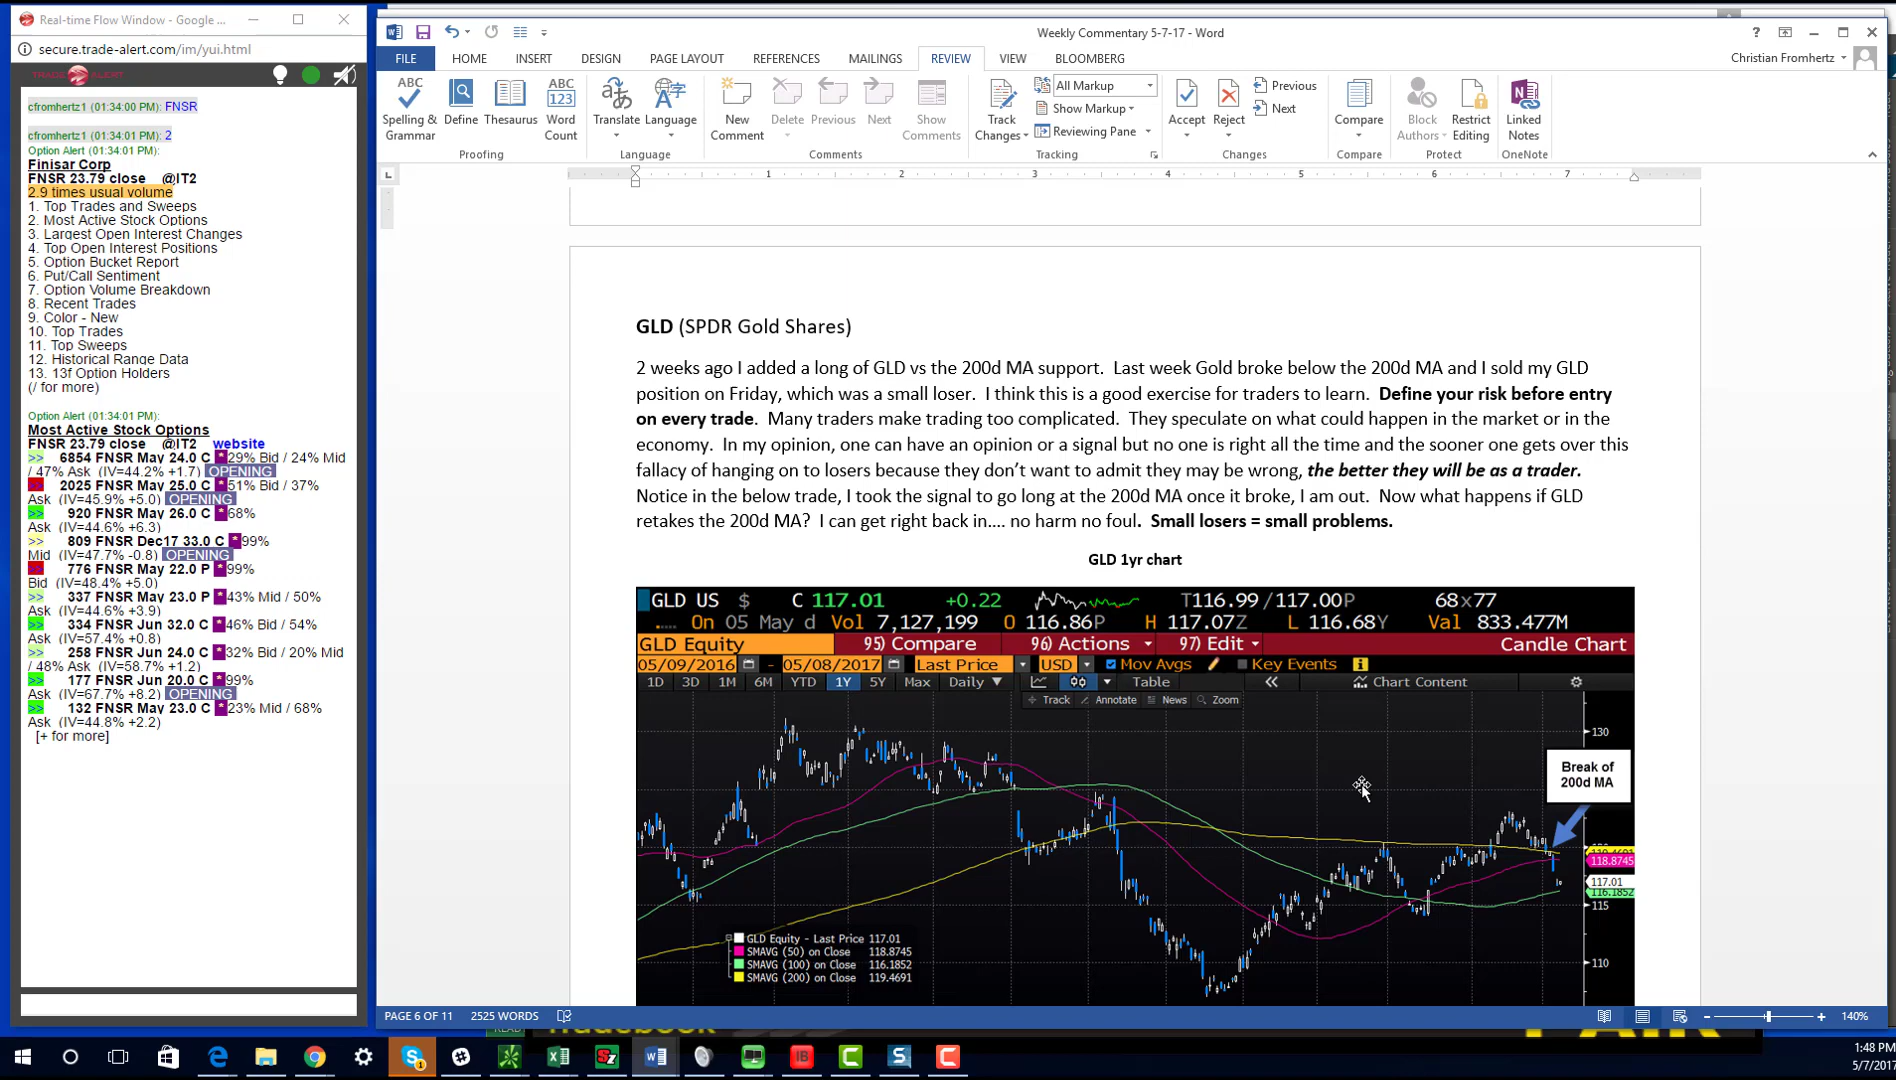 Real-time Flow Window - Google ...
secure.trade-alert.com/im/yui.html
TRADE ALERT
cfromhertz1 (01:34:00 PM): FNSR
cfromhertz1 (01:34:01 PM): 2
Option Alert (01:34:01 PM):
Finisar Corp
FNSR 23.79 close @IT2
2.9 times usual volume
1. Top Trades and Sweeps
2. Most Active Stock Options
3. Largest Open Interest Changes
4. Top Open Interest Positions
5. Option Bucket Report
6. Put/Call Sentiment
7. Option Volume Breakdown
8. Recent Trades
9. Color - New
10. Top Trades
11. Top Sweeps
12. Historical Range Data
13. 13f Option Holders
(/ for more)
Option Alert (01:34:01 PM):
Most Active Stock Options
FNSR 23.79 close @IT2 website
>> 6854 FNSR May 24.0 C *29% Bid / 24% Mid
/ 47% Ask (IV=44.2% +1.7) OPENING
>> 2025 FNSR May 25.0 C *51% Bid / 37%
Ask (IV=45.9% +5.0) OPENING
>> 920 FNSR May 26.0 C *68%
Ask (IV=44.6% +6.3)
>> 809 FNSR Dec17 33.0 C *99%
Mid (IV=47.7% -0.8) OPENING
>> 776 FNSR May 22.0 P *99%
Bid (IV=48.4% +5.0)
>> 337 FNSR May 23.0 P *43% Mid / 50%
Ask (IV=44.6% +3.9)
>> 334 FNSR Jun 32.0 C *46% Bid / 54%
Ask (IV=57.4% +0.8)
>> 258 FNSR Jun 24.0 C *32% Bid / 20% Mid
/ 48% Ask (IV=58.7% +1.2)
>> 177 FNSR Jun 20.0 C *99%
Ask (IV=67.7% +8.2) OPENING
>> 132 FNSR May 23.0 C *23% Mid / 68%
Ask (IV=44.8% +2.2)
[+ for more]
Weekly Commentary 5-7-17 - Word
FILE HOME INSERT DESIGN PAGE LAYOUT REFERENCES MAILINGS REVIEW VIEW BLOOMBERG
Christian Fromhertz
Spelling & Grammar
Define
Thesaurus
Word Count
Translate
Language
New Comment
Delete
Previous
Next
Show Comments
Track Changes
All Markup
Show Markup
Reviewing Pane
Accept
Reject
Previous
Next
Compare
Block Authors
Restrict Editing
Linked Notes
Proofing Language Comments Tracking Changes Compare Protect OneNote
1 2 3 4 5 6 7
GLD (SPDR Gold Shares)
2 weeks ago I added a long of GLD vs the 200d MA support. Last week Gold broke below the 200d MA and I sold my GLD
position on Friday, which was a small loser. I think this is a good exercise for traders to learn. Define your risk before entry
on every trade. Many traders make trading too complicated. They speculate on what could happen in the market or in the
economy. In my opinion, one can have an opinion or a signal but no one is right all the time and the sooner one gets over this
fallacy of hanging on to losers because they don't want to admit they may be wrong, the better they will be as a trader.
Notice in the below trade, I took the signal to go long at the 200d MA once it broke, I am out. Now what happens if GLD
retakes the 200d MA? I can get right back in.... no harm no foul. Small losers = small problems.
GLD 1yr chart
GLD US $ C 117.01 +0.22 T116.99/117.00P 68x77
On 05 May d Vol 7,127,199 O 116.86P H 117.07Z L 116.68Y Val 833.477M
GLD Equity 95) Compare 96) Actions 97) Edit Candle Chart
05/09/2016 - 05/08/2017 Last Price USD Mov Avgs Key Events
1D 3D 1M 6M YTD 1Y 5Y Max Daily Table « Chart Content
Track Annotate News Zoom
130
Break of
200d MA
119.4691
118.8745
117.01
116.1852
115
110
GLD Equity - Last Price 117.01
SMAVG (50) on Close 118.8745
SMAVG (100) on Close 116.1852
SMAVG (200) on Close 119.4691
PAGE 6 OF 11 2525 WORDS
140%
READ
Tradebook
1:48 PM
5/7/2017